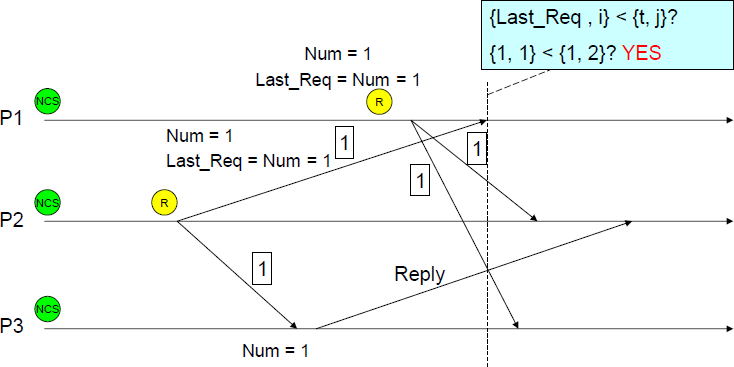 {Last_Req , i} < {t, j}?
{1, 1} < {1, 2}? YES
Num = 1
Last_Req = Num = 1
NCS
R
P1
Num = 1
Last_Req = Num = 1
1
1
1
NCS
R
P2
1
Reply
NCS
P3
Num = 1